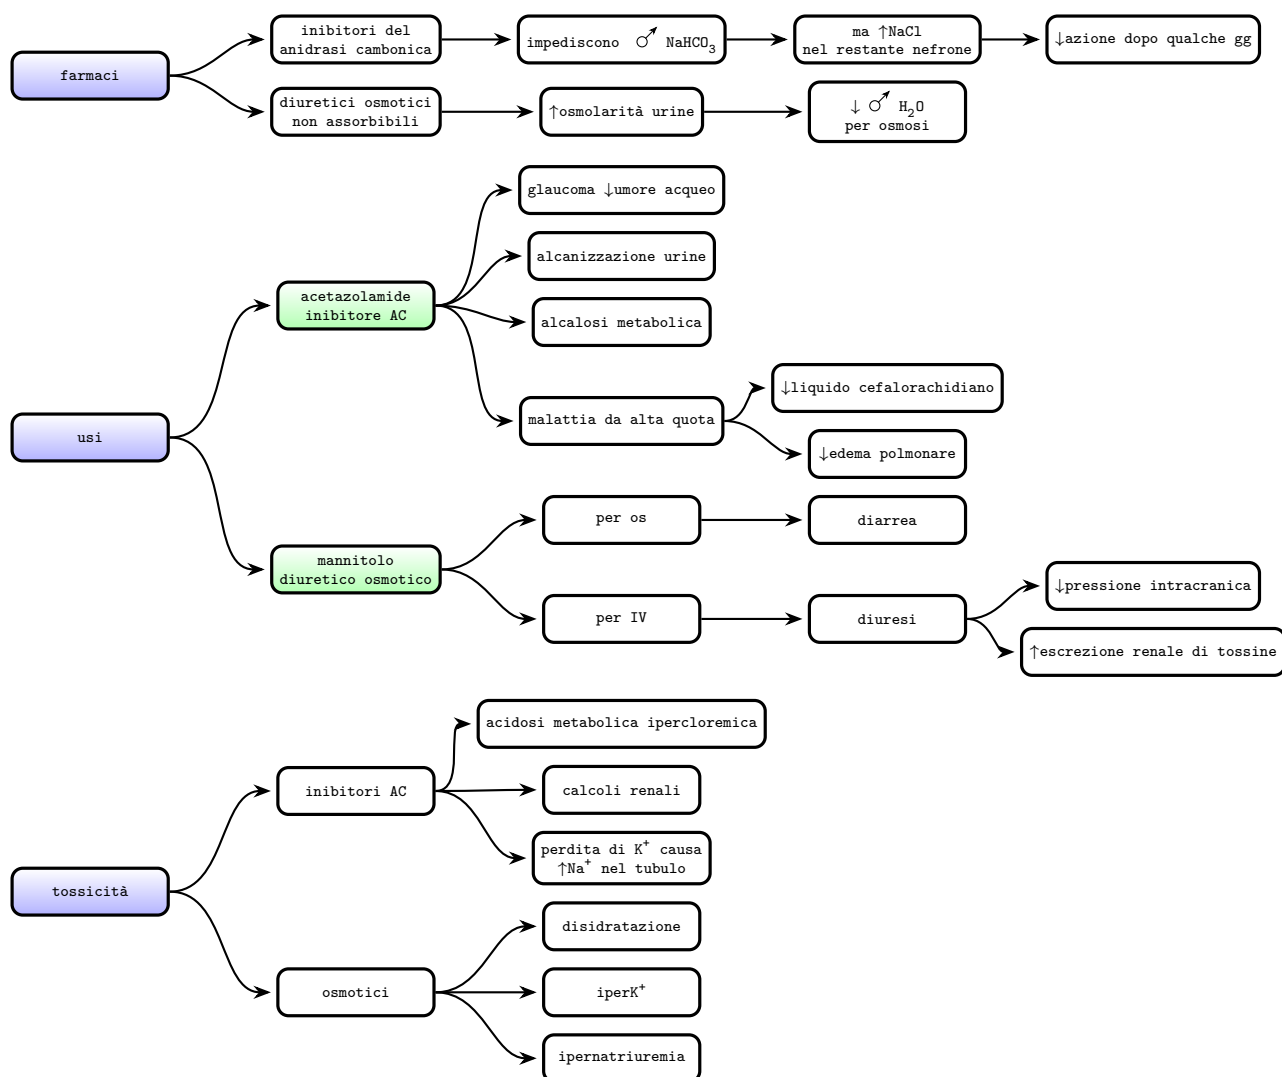 farmaci
inibitori del
anidrasi cambonica
impediscono ♂ NaHCO₃
ma ↑NaCl
nel restante nefrone
↓azione dopo qualche gg
diuretici osmotici
non assorbibili
↑osmolarità urine
↓ ♂ H₂O
per osmosi
usi
acetazolamide
inibitore AC
glaucoma ↓umore acqueo
alcanizzazione urine
alcalosi metabolica
malattia da alta quota
↓liquido cefalorachidiano
↓edema polmonare
mannitolo
diuretico osmotico
per os
diarrea
per IV
diuresi
↓pressione intracranica
↑escrezione renale di tossine
tossicità
inibitori AC
acidosi metabolica ipercloremica
calcoli renali
perdita di K⁺ causa
↑Na⁺ nel tubulo
osmotici
disidratazione
iperK⁺
ipernatriuremia